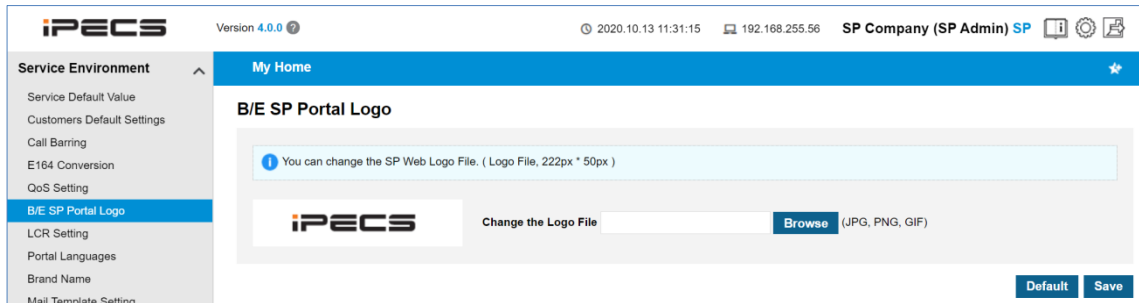 iPECS Version 4.0.0 ? 2020.10.13 11:31:15 192.168.255.56 SP Company (SP Admin) SP i
Service Environment
My Home
Service Default Value
Customers Default Settings
Call Barring
E164 Conversion
QoS Setting
B/E SP Portal Logo
LCR Setting
Portal Languages
Brand Name
Mail Template Setting
B/E SP Portal Logo
i You can change the SP Web Logo File. ( Logo File, 222px * 50px )
iPECS Change the Logo File Browse (JPG, PNG, GIF)
Default Save